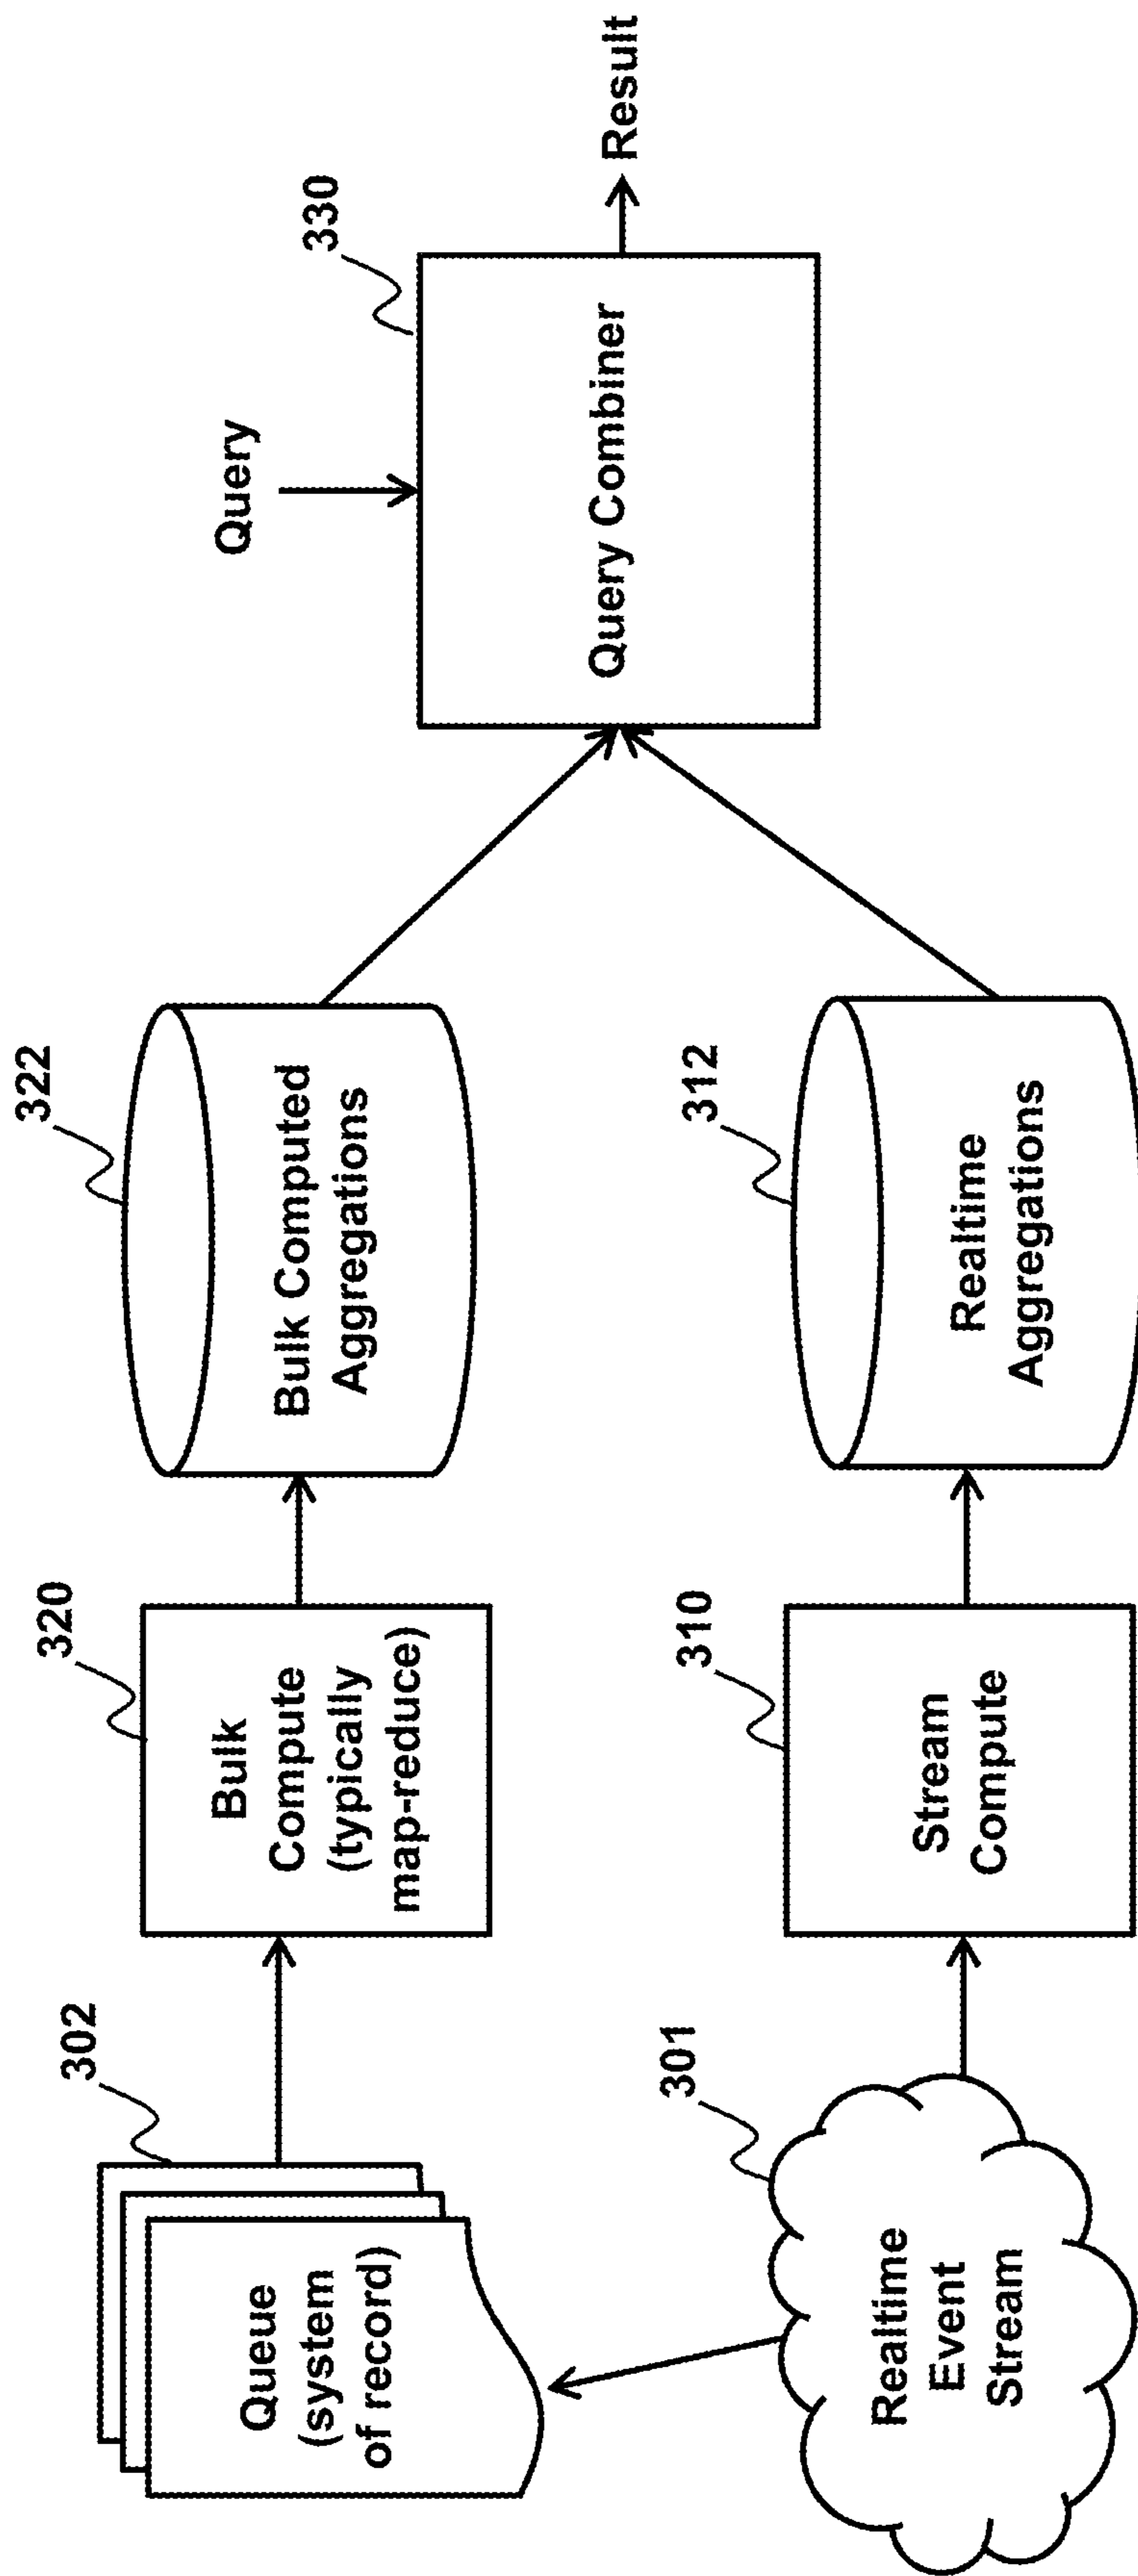 302
Queue
(system
of record)
320
Bulk
Compute
(typically
map-reduce)
322
Bulk Computed
Aggregations
Query
330
Query Combiner
Result
301
Realtime
Event
Stream
310
Stream
Compute
312
Realtime
Aggregations